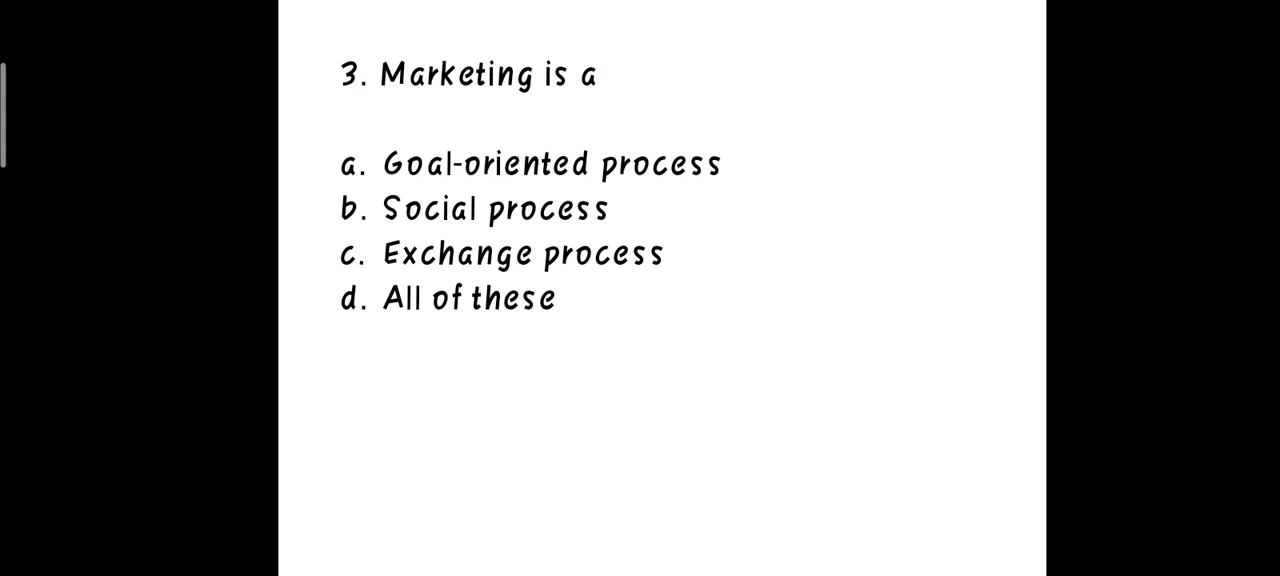 3. Marketing is a
a. Goal-oriented process
b. Social process
c. Exchange process
d. All of these